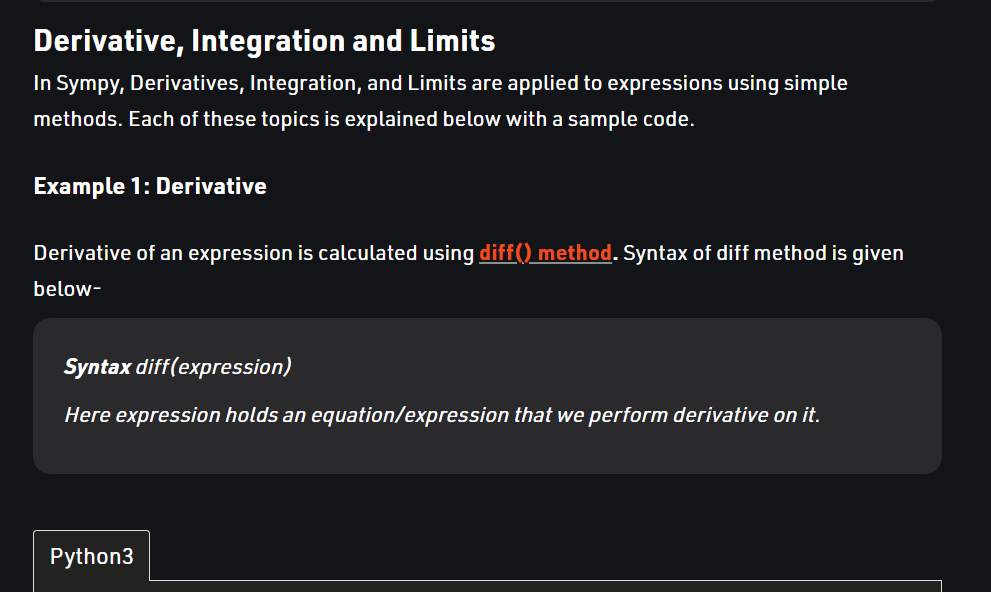 Derivative, Integration and Limits
In Sympy, Derivatives, Integration, and Limits are applied to expressions using simple
methods. Each of these topics is explained below with a sample code.
Example 1: Derivative
Derivative of an expression is calculated using diff() method. Syntax of diff method is given
below-
Syntax diff(expression)
Here expression holds an equation/expression that we perform derivative on it.
Python3